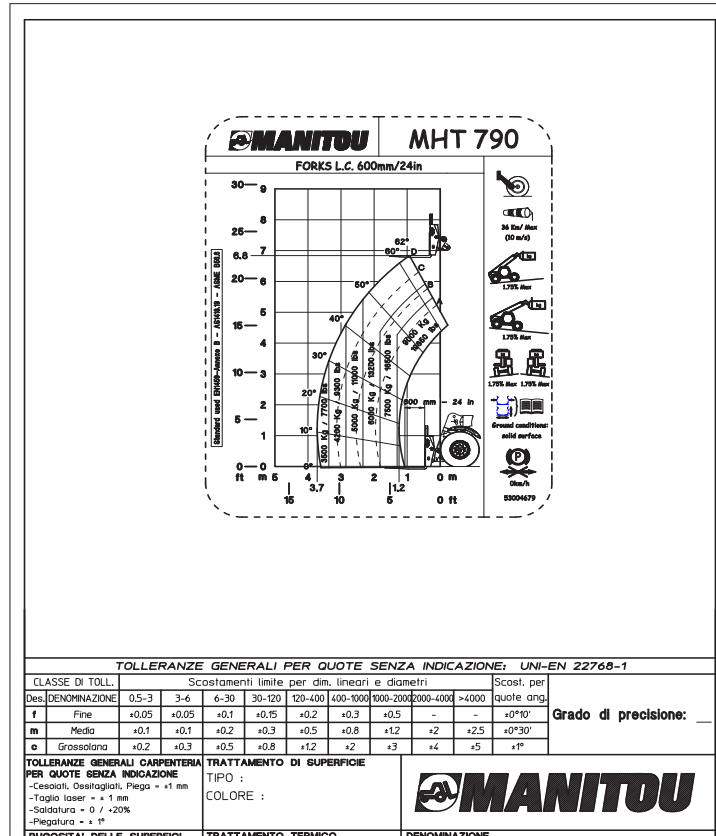 MANITOU
MHT 790
FORKS L.C. 600mm/24in
Standard used EN1459-Annexe B - AS1418.19 - ASME B56.6
30 9
8
25
7
6.8
20 6
5
15
4
10 3
2
5
1
0 0
ft m 5 4 3 2 1 0 m
3,7 1,2
15 10 5 0 ft
0°
10°
20°
30°
40°
50°
60°
62°
D
C
B
A
3500 Kg / 7700 lbs
4200 Kg - 9300 lbs
5000 Kg / 11000 lbs
6000 Kg / 13200 lbs
7500 Kg / 16500 lbs
9000 Kg
lbs
600 mm - 24 in
36 Km/ Max
(10 m/s)
kg
1.75% Max
kg
1.75% Max
1.75% Max 1.75% Max
Ground conditions:
solid surface
P
0km/h
53004679
TOLLERANZE GENERALI PER QUOTE SENZA INDICAZIONE: UNI-EN 22768-1
CLASSE DI TOLL. Scostamenti limite per dim. lineari e diametri Scost. per
Des. DENOMINAZIONE 0.5-3 3-6 6-30 30-120 120-400 400-1000 1000-2000 2000-4000 >4000 quote ang.
f Fine ±0.05 ±0.05 ±0.1 ±0.15 ±0.2 ±0.3 ±0.5 - - ±0°10'
m Media ±0.1 ±0.1 ±0.2 ±0.3 ±0.5 ±0.8 ±1.2 ±2 ±2.5 ±0°30'
c Grossolana ±0.2 ±0.3 ±0.5 ±0.8 ±1.2 ±2 ±3 ±4 ±5 ±1°
Grado di precisione: __
TOLLERANZE GENERALI CARPENTERIA
PER QUOTE SENZA INDICAZIONE
-Cesoiati, Ossitagliati, Piega = ±1 mm
-Taglio laser = ± 1 mm
-Saldatura = 0 / +20%
-Piegatura = ± 1°
TRATTAMENTO DI SUPERFICIE
TIPO :
COLORE :
MANITOU
RUGOSITA' DELLE SUPERFICI
TRATTAMENTO TERMICO
DENOMINAZIONE